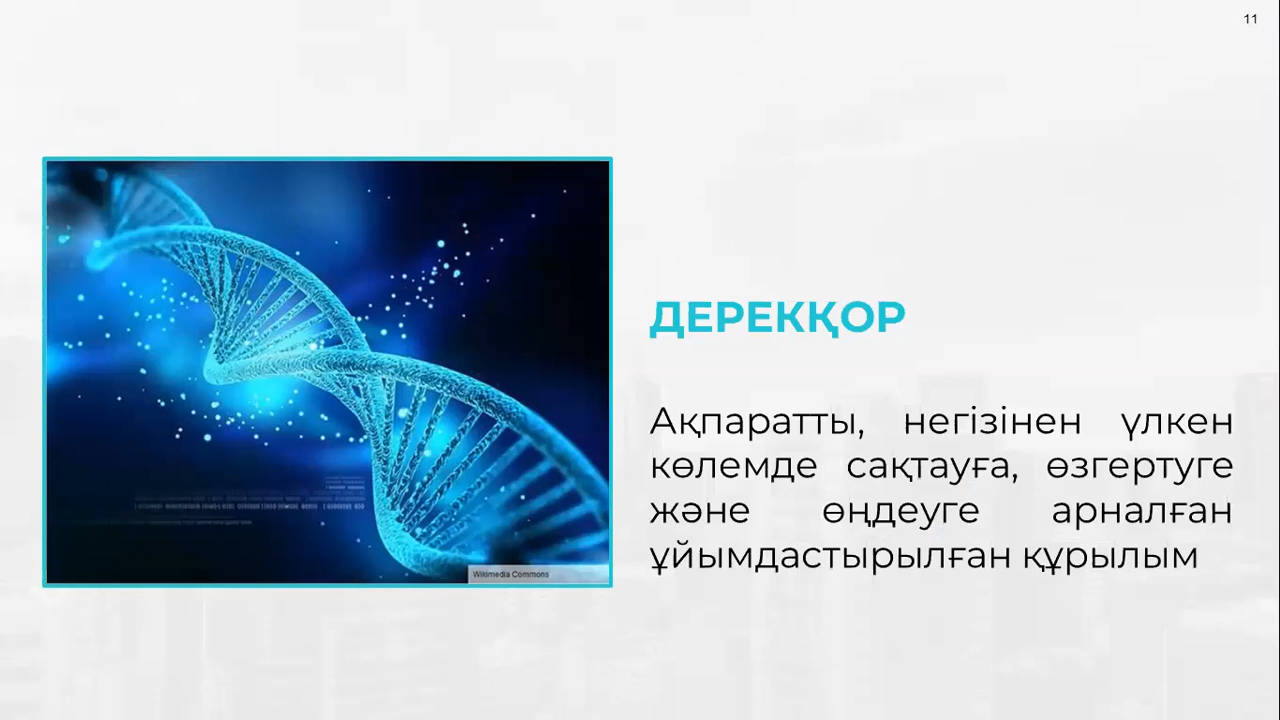 11
ДЕРЕКҚОР
Ақпаратты, негізінен үлкен
көлемде сақтауға, өзгертуге
және өңдеуге арналған
ұйымдастырылған құрылым
Wikimedia Commons